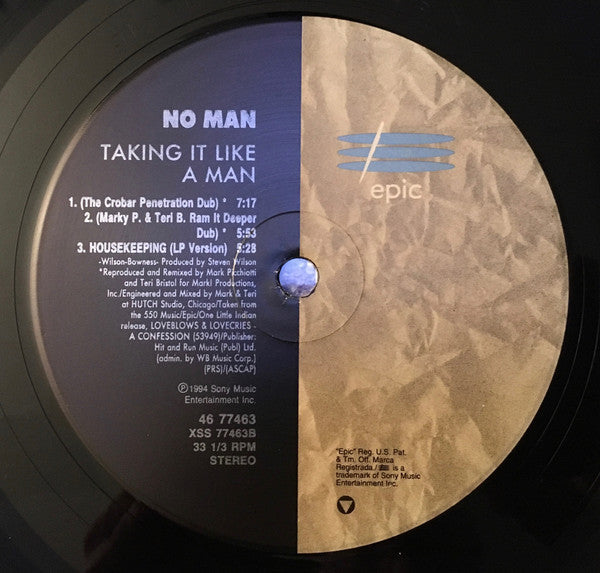 NO MAN
TAKING IT LIKE
A MAN
1. (The Crobar Penetration Dub) * 7:17
2. (Marky P. & Teri B. Ram It Deeper
Dub) * 5:53
3. HOUSEKEEPING (LP Version) 5:28
-Wilson-Bowness- Produced by Steven Wilson
*Reproduced and Remixed by Mark Picchiotti
and Teri Bristol for Mark! Productions,
Inc./Engineered and Mixed by Mark & Teri
at HUTCH Studio, Chicago/Taken from
the 550 Music/Epic/One Little Indian
release, LOVEBLOWS & LOVECRIES -
A CONFESSION (53949)/Publisher:
Hit and Run Music (Publ) Ltd.
(admin. by WB Music Corp.)
(PRS)/(ASCAP)
℗1994 Sony Music
Entertainment Inc.
46 77463
XSS 77463B
33 1/3 RPM
STEREO
epic
"Epic" Reg. U.S. Pat.
& Tm. Off. Marca
Registrada./ is a
trademark of Sony Music
Entertainment Inc.